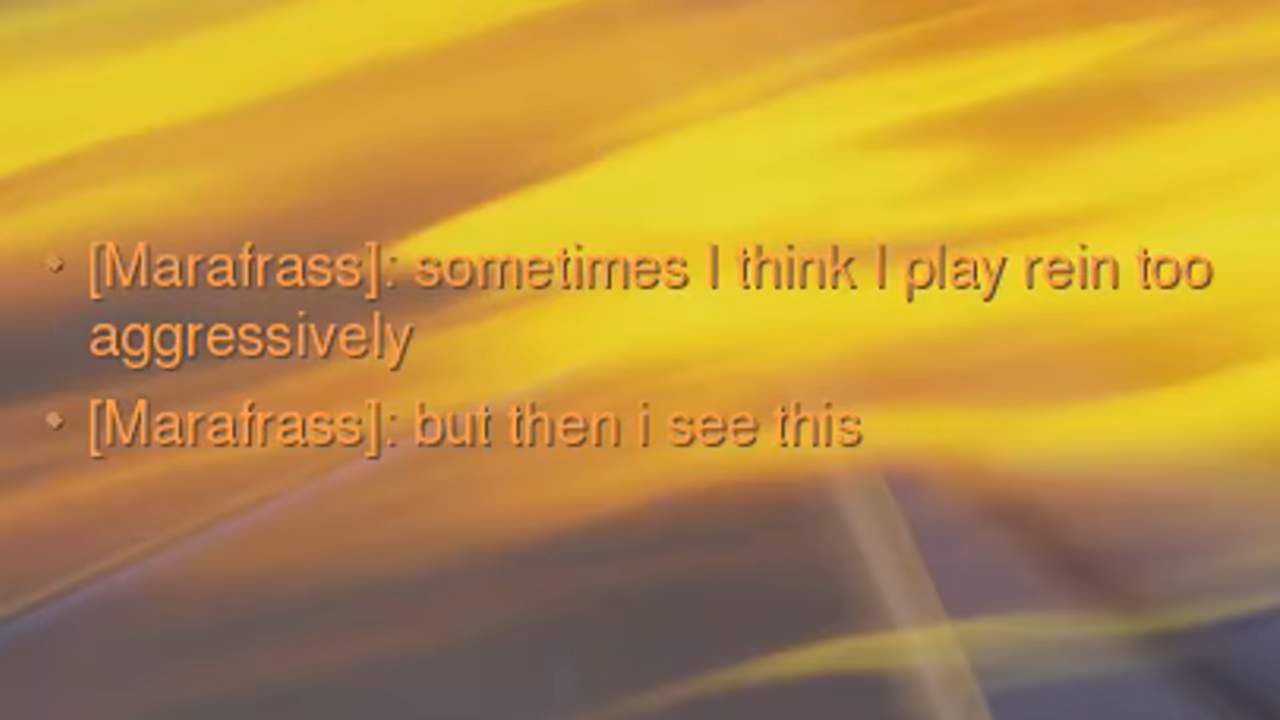 [Marafrass]: sometimes I think I play rein too
aggressively
[Marafrass]: but then i see this